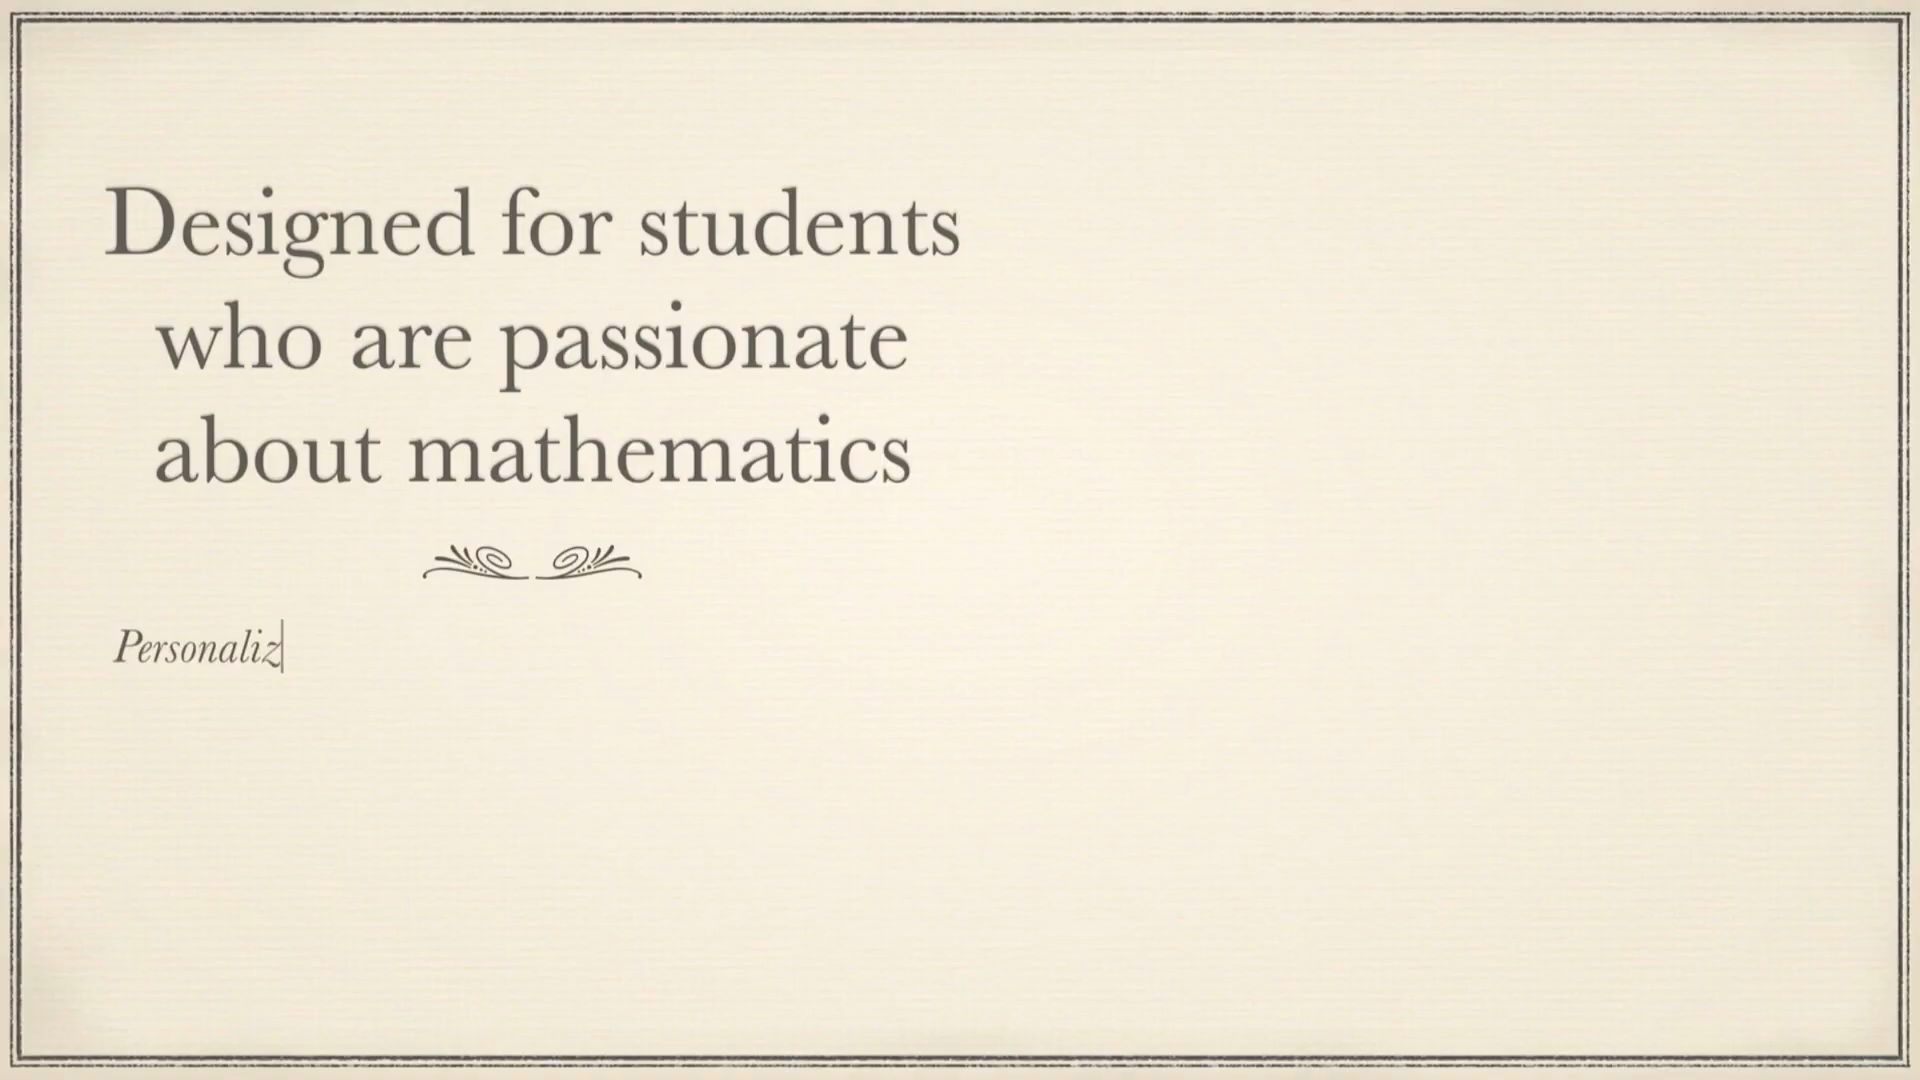 Designed for students
who are passionate
about mathematics
Personaliz